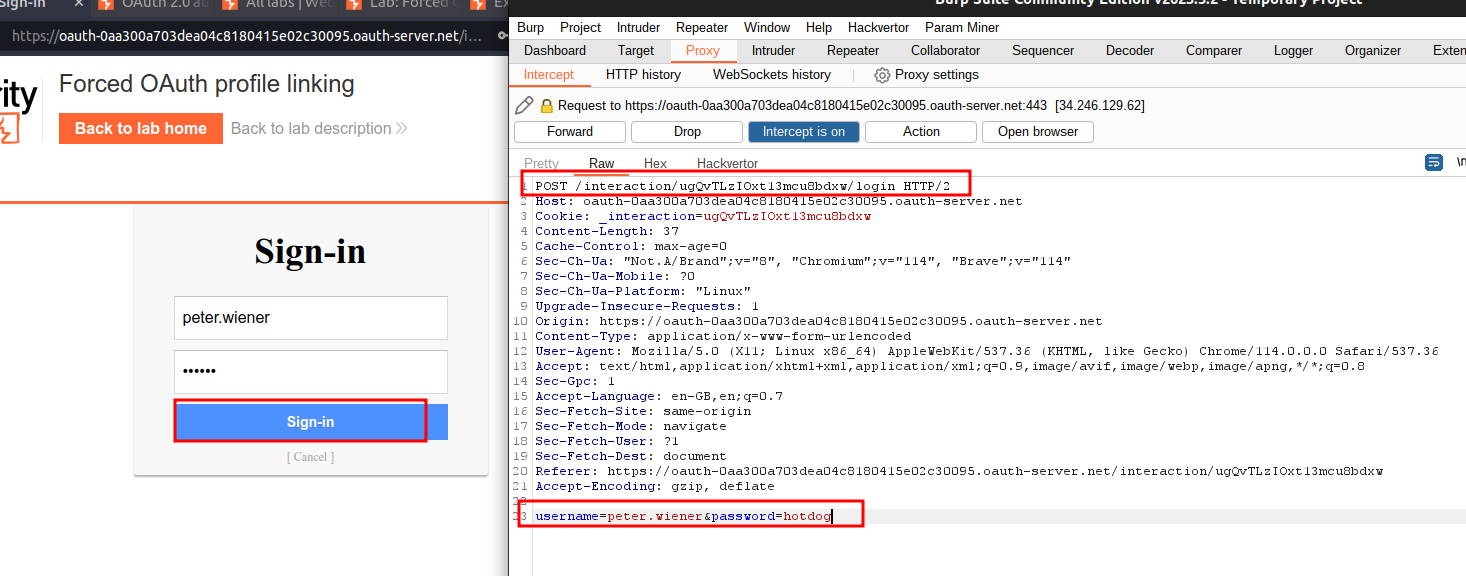 Sign-in × OAuth 2.0 au All labs | Web Lab: Forced O Ex
https://oauth-0aa300a703dea04c8180415e02c30095.oauth-server.net/i…
rity
Forced OAuth profile linking
Back to lab home
Back to lab description
Sign-in
peter.wiener
••••••
Sign-in
[ Cancel ]
Burp Suite Community Edition v2023.5.2 - Temporary Project
Burp Project Intruder Repeater Window Help Hackvertor Param Miner
Dashboard Target Proxy Intruder Repeater Collaborator Sequencer Decoder Comparer Logger Organizer Exten
Intercept HTTP history WebSockets history Proxy settings
Request to https://oauth-0aa300a703dea04c8180415e02c30095.oauth-server.net:443 [34.246.129.62]
Forward Drop Intercept is on Action Open browser
Pretty Raw Hex Hackvertor \n
1 POST /interaction/ugQvTLzIOxt13mcu8bdxw/login HTTP/2
2 Host: oauth-0aa300a703dea04c8180415e02c30095.oauth-server.net
3 Cookie: _interaction=ugQvTLzIOxt13mcu8bdxw
4 Content-Length: 37
5 Cache-Control: max-age=0
6 Sec-Ch-Ua: "Not.A/Brand";v="8", "Chromium";v="114", "Brave";v="114"
7 Sec-Ch-Ua-Mobile: ?0
8 Sec-Ch-Ua-Platform: "Linux"
9 Upgrade-Insecure-Requests: 1
10 Origin: https://oauth-0aa300a703dea04c8180415e02c30095.oauth-server.net
11 Content-Type: application/x-www-form-urlencoded
12 User-Agent: Mozilla/5.0 (X11; Linux x86_64) AppleWebKit/537.36 (KHTML, like Gecko) Chrome/114.0.0.0 Safari/537.36
13 Accept: text/html,application/xhtml+xml,application/xml;q=0.9,image/avif,image/webp,image/apng,*/*;q=0.8
14 Sec-Gpc: 1
15 Accept-Language: en-GB,en;q=0.7
16 Sec-Fetch-Site: same-origin
17 Sec-Fetch-Mode: navigate
18 Sec-Fetch-User: ?1
19 Sec-Fetch-Dest: document
20 Referer: https://oauth-0aa300a703dea04c8180415e02c30095.oauth-server.net/interaction/ugQvTLzIOxt13mcu8bdxw
21 Accept-Encoding: gzip, deflate
22
23 username=peter.wiener&password=hotdog